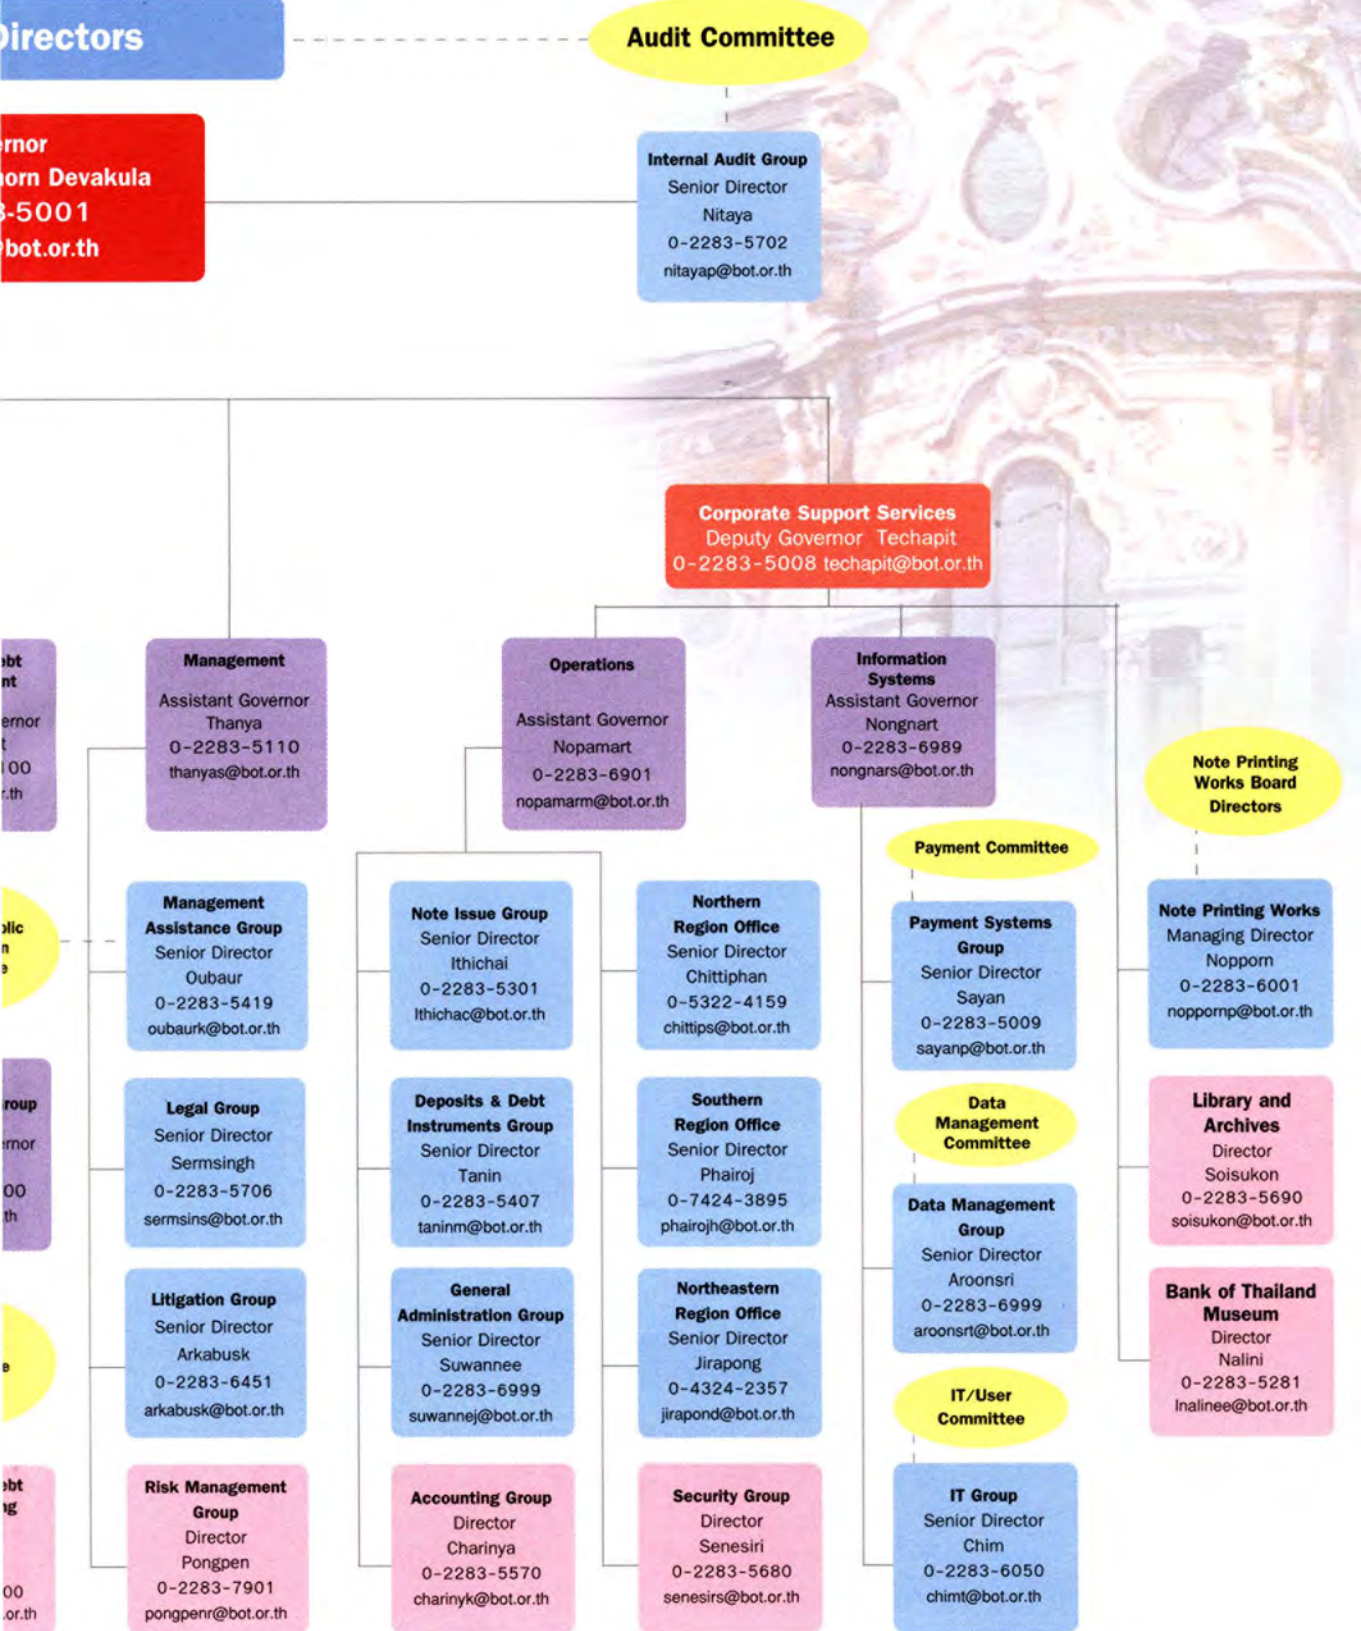 Directors
Audit Committee
ernor
horn Devakula
3-5001
@bot.or.th
Internal Audit Group
Senior Director
Nitaya
0-2283-5702
nitayap@bot.or.th
Corporate Support Services
Deputy Governor Techapit
0-2283-5008 techapit@bot.or.th
ebt
nt
ernor
t
100
r.th
Management
Assistant Governor
Thanya
0-2283-5110
thanyas@bot.or.th
Operations
Assistant Governor
Nopamart
0-2283-6901
nopamarm@bot.or.th
Information
Systems
Assistant Governor
Nongnart
0-2283-6989
nongnars@bot.or.th
Note Printing
Works Board
Directors
Payment Committee
blic
n
e
Management
Assistance Group
Senior Director
Oubaur
0-2283-5419
oubaurk@bot.or.th
Note Issue Group
Senior Director
Ithichai
0-2283-5301
Ithichac@bot.or.th
Northern
Region Office
Senior Director
Chittiphan
0-5322-4159
chittips@bot.or.th
Payment Systems
Group
Senior Director
Sayan
0-2283-5009
sayanp@bot.or.th
Note Printing Works
Managing Director
Nopporn
0-2283-6001
noppornp@bot.or.th
roup
ernor
00
th
Legal Group
Senior Director
Sermsingh
0-2283-5706
sermsins@bot.or.th
Deposits & Debt
Instruments Group
Senior Director
Tanin
0-2283-5407
taninm@bot.or.th
Southern
Region Office
Senior Director
Phairoj
0-7424-3895
phairojh@bot.or.th
Data
Management
Committee
Data Management
Group
Senior Director
Aroonsri
0-2283-6999
aroonsrt@bot.or.th
Library and
Archives
Director
Soisukon
0-2283-5690
soisukon@bot.or.th
e
Litigation Group
Senior Director
Arkabusk
0-2283-6451
arkabusk@bot.or.th
General
Administration Group
Senior Director
Suwannee
0-2283-6999
suwannej@bot.or.th
Northeastern
Region Office
Senior Director
Jirapong
0-4324-2357
jirapond@bot.or.th
IT/User
Committee
Bank of Thailand
Museum
Director
Nalini
0-2283-5281
lnalinee@bot.or.th
ebt
ng
00
.or.th
Risk Management
Group
Director
Pongpen
0-2283-7901
pongpenr@bot.or.th
Accounting Group
Director
Charinya
0-2283-5570
charinyk@bot.or.th
Security Group
Director
Senesiri
0-2283-5680
senesirs@bot.or.th
IT Group
Senior Director
Chim
0-2283-6050
chimt@bot.or.th